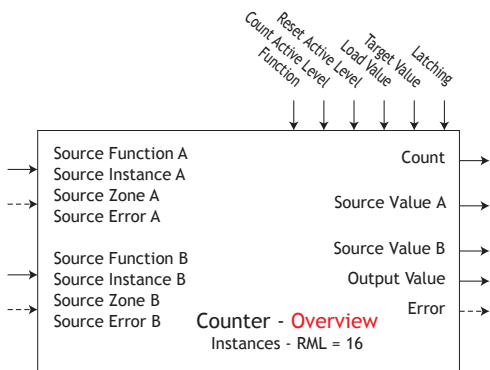 Function
Count Active Level
Reset Active Level
Load Value
Target Value
Latching
Source Function A
Source Instance A
Source Zone A
Source Error A
Source Function B
Source Instance B
Source Zone B
Source Error B
Count
Source Value A
Source Value B
Output Value
Error
Counter - Overview
Instances - RML = 16